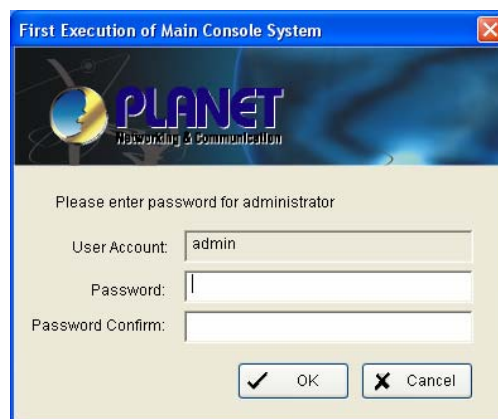 First Execution of Main Console System
PLANET
Networking & Communication
Please enter password for administrator
User Account:
admin
Password:
Password Confirm:
OK
Cancel